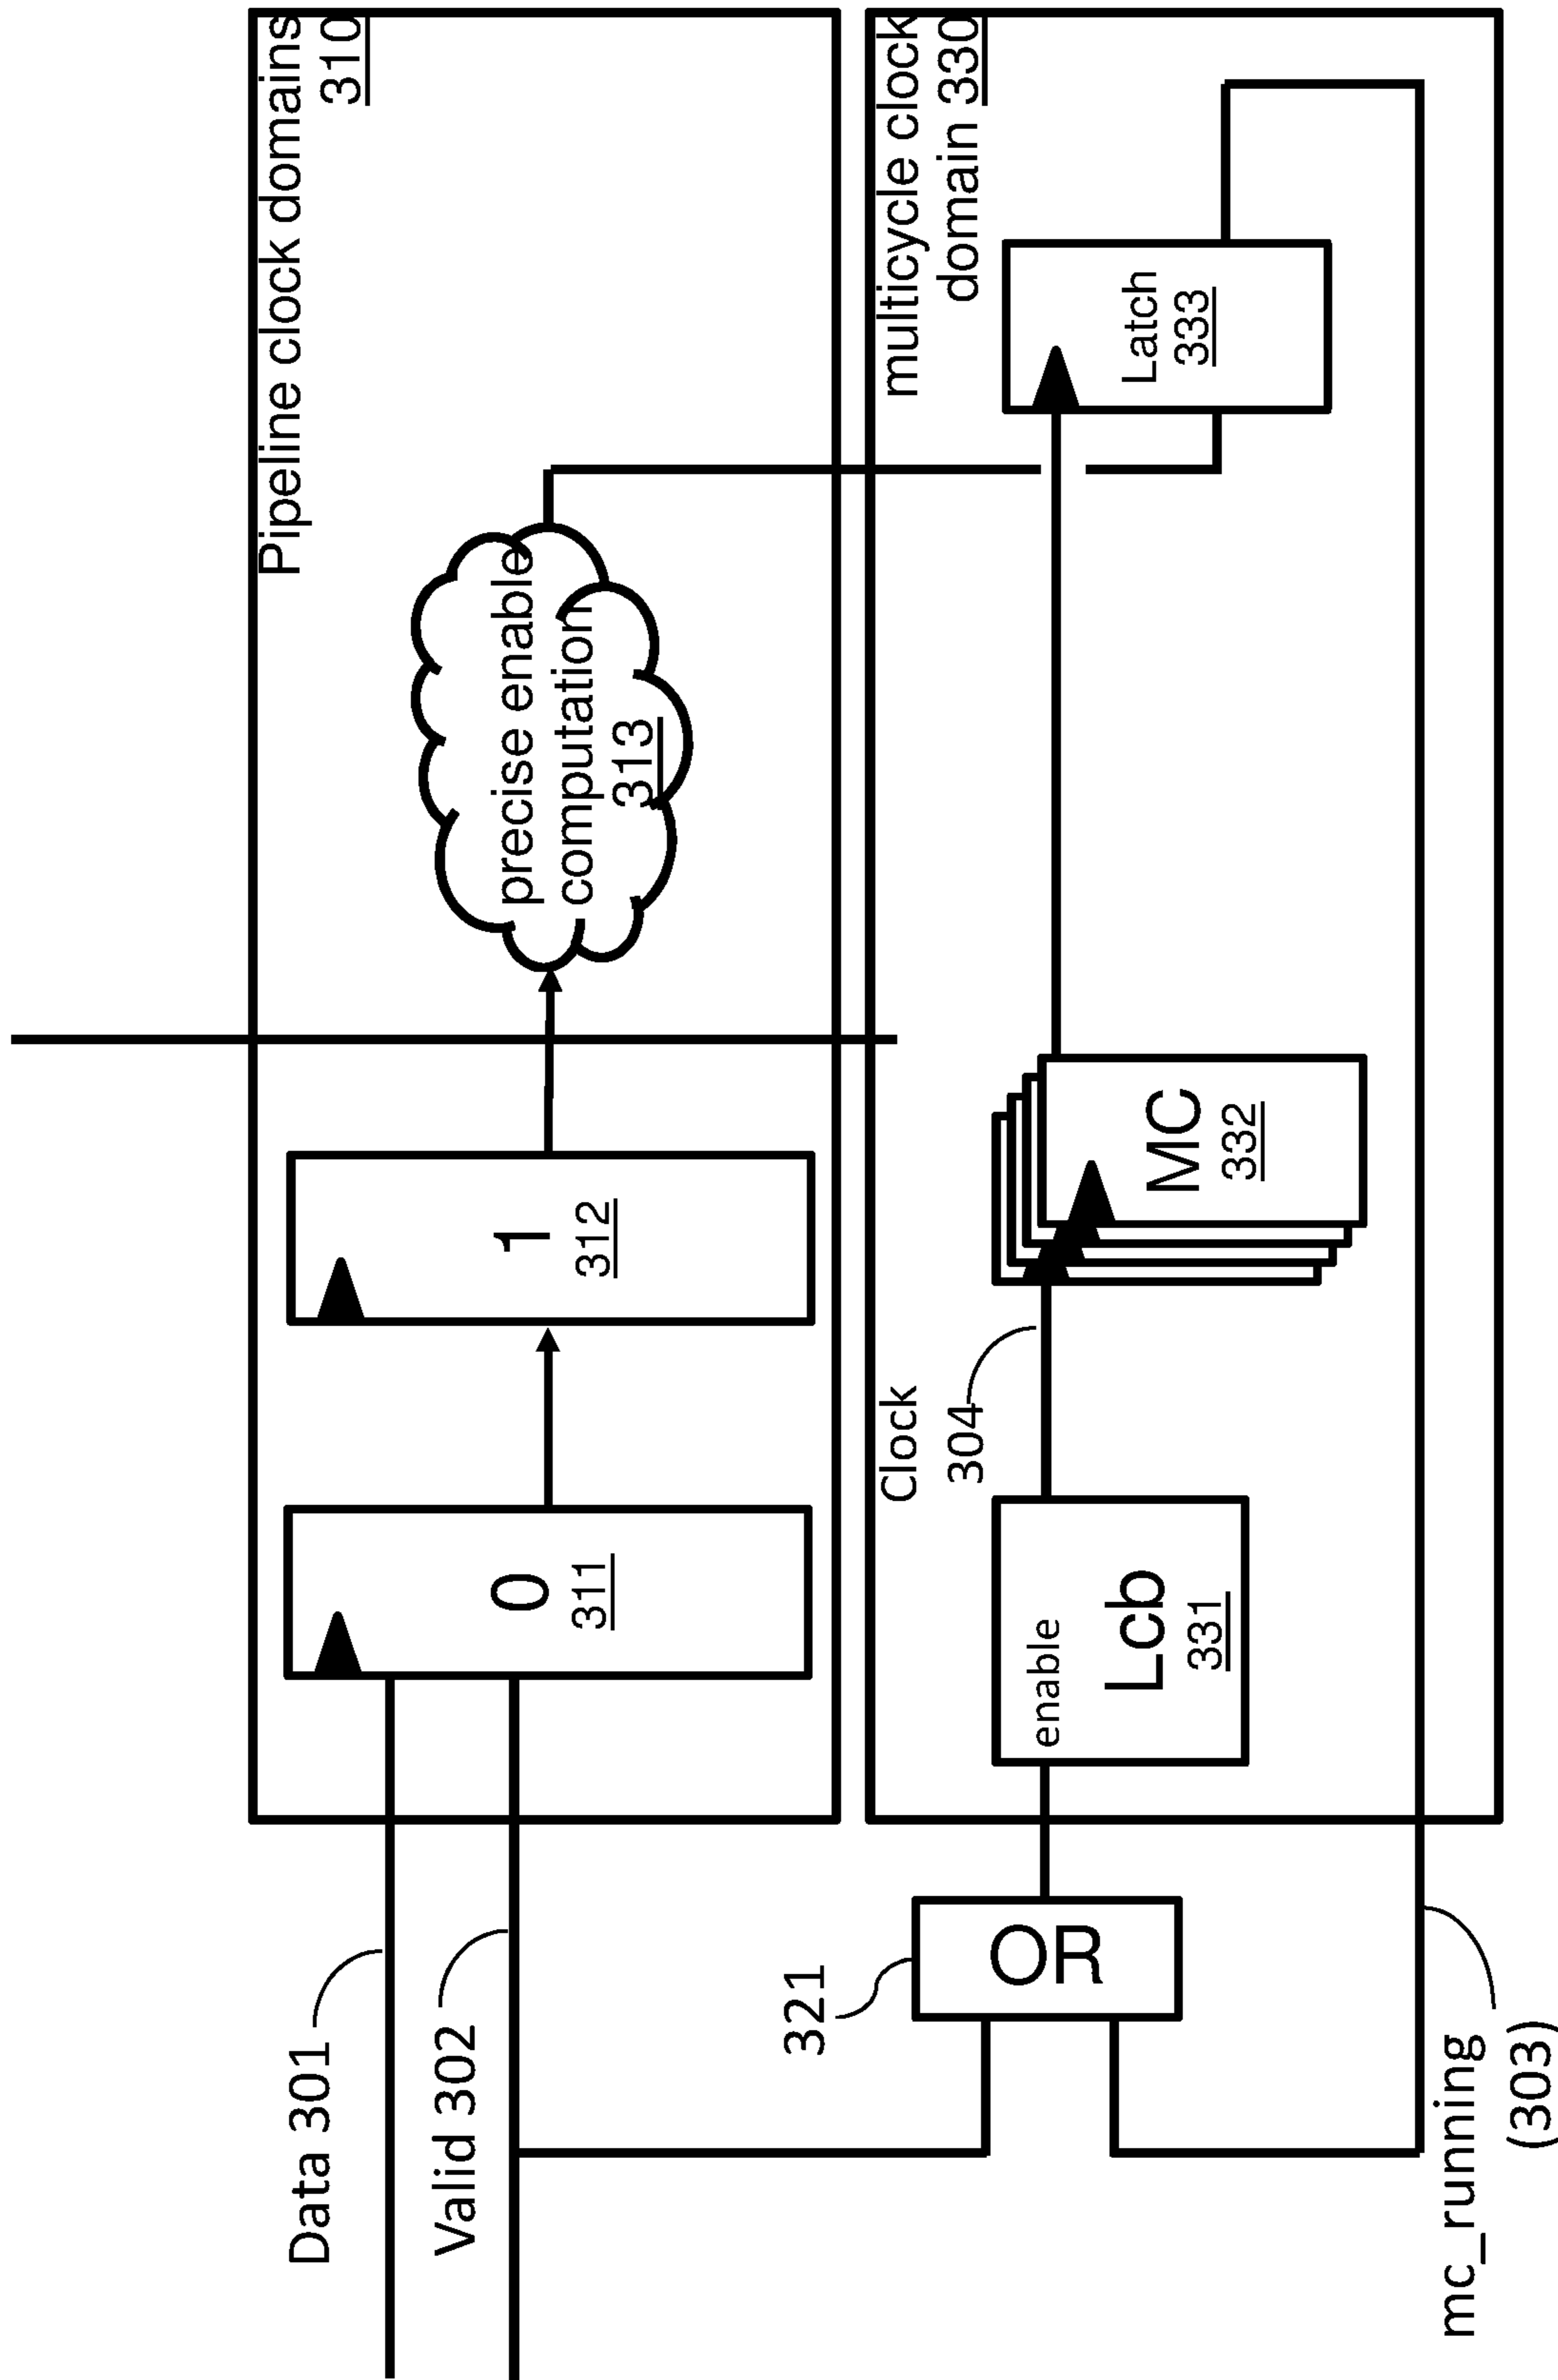 Pipeline clock domains
310
Data 301
Valid 302
0
311
1
312
precise enable
computation
313
321
OR
multicycle clock
domain 330
Clock
304
enable
Lcb
331
MC
332
Latch
333
mc_running
(303)